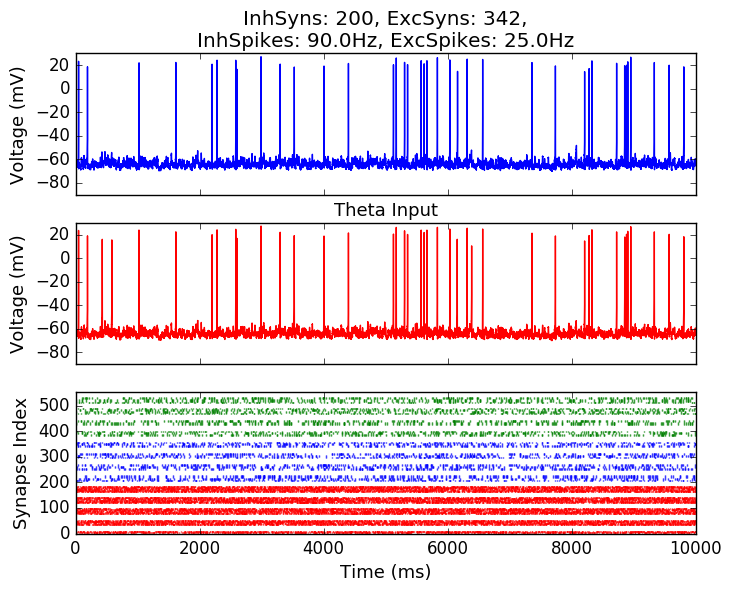 InhSyns: 200, ExcSyns: 342,
InhSpikes: 90.0Hz, ExcSpikes: 25.0Hz
20
0
−20
−40
−60
−80
Voltage (mV)
Theta Input
20
0
−20
−40
−60
−80
Voltage (mV)
500
400
300
200
100
0
Synapse Index
0 2000 4000 6000 8000 10000
Time (ms)